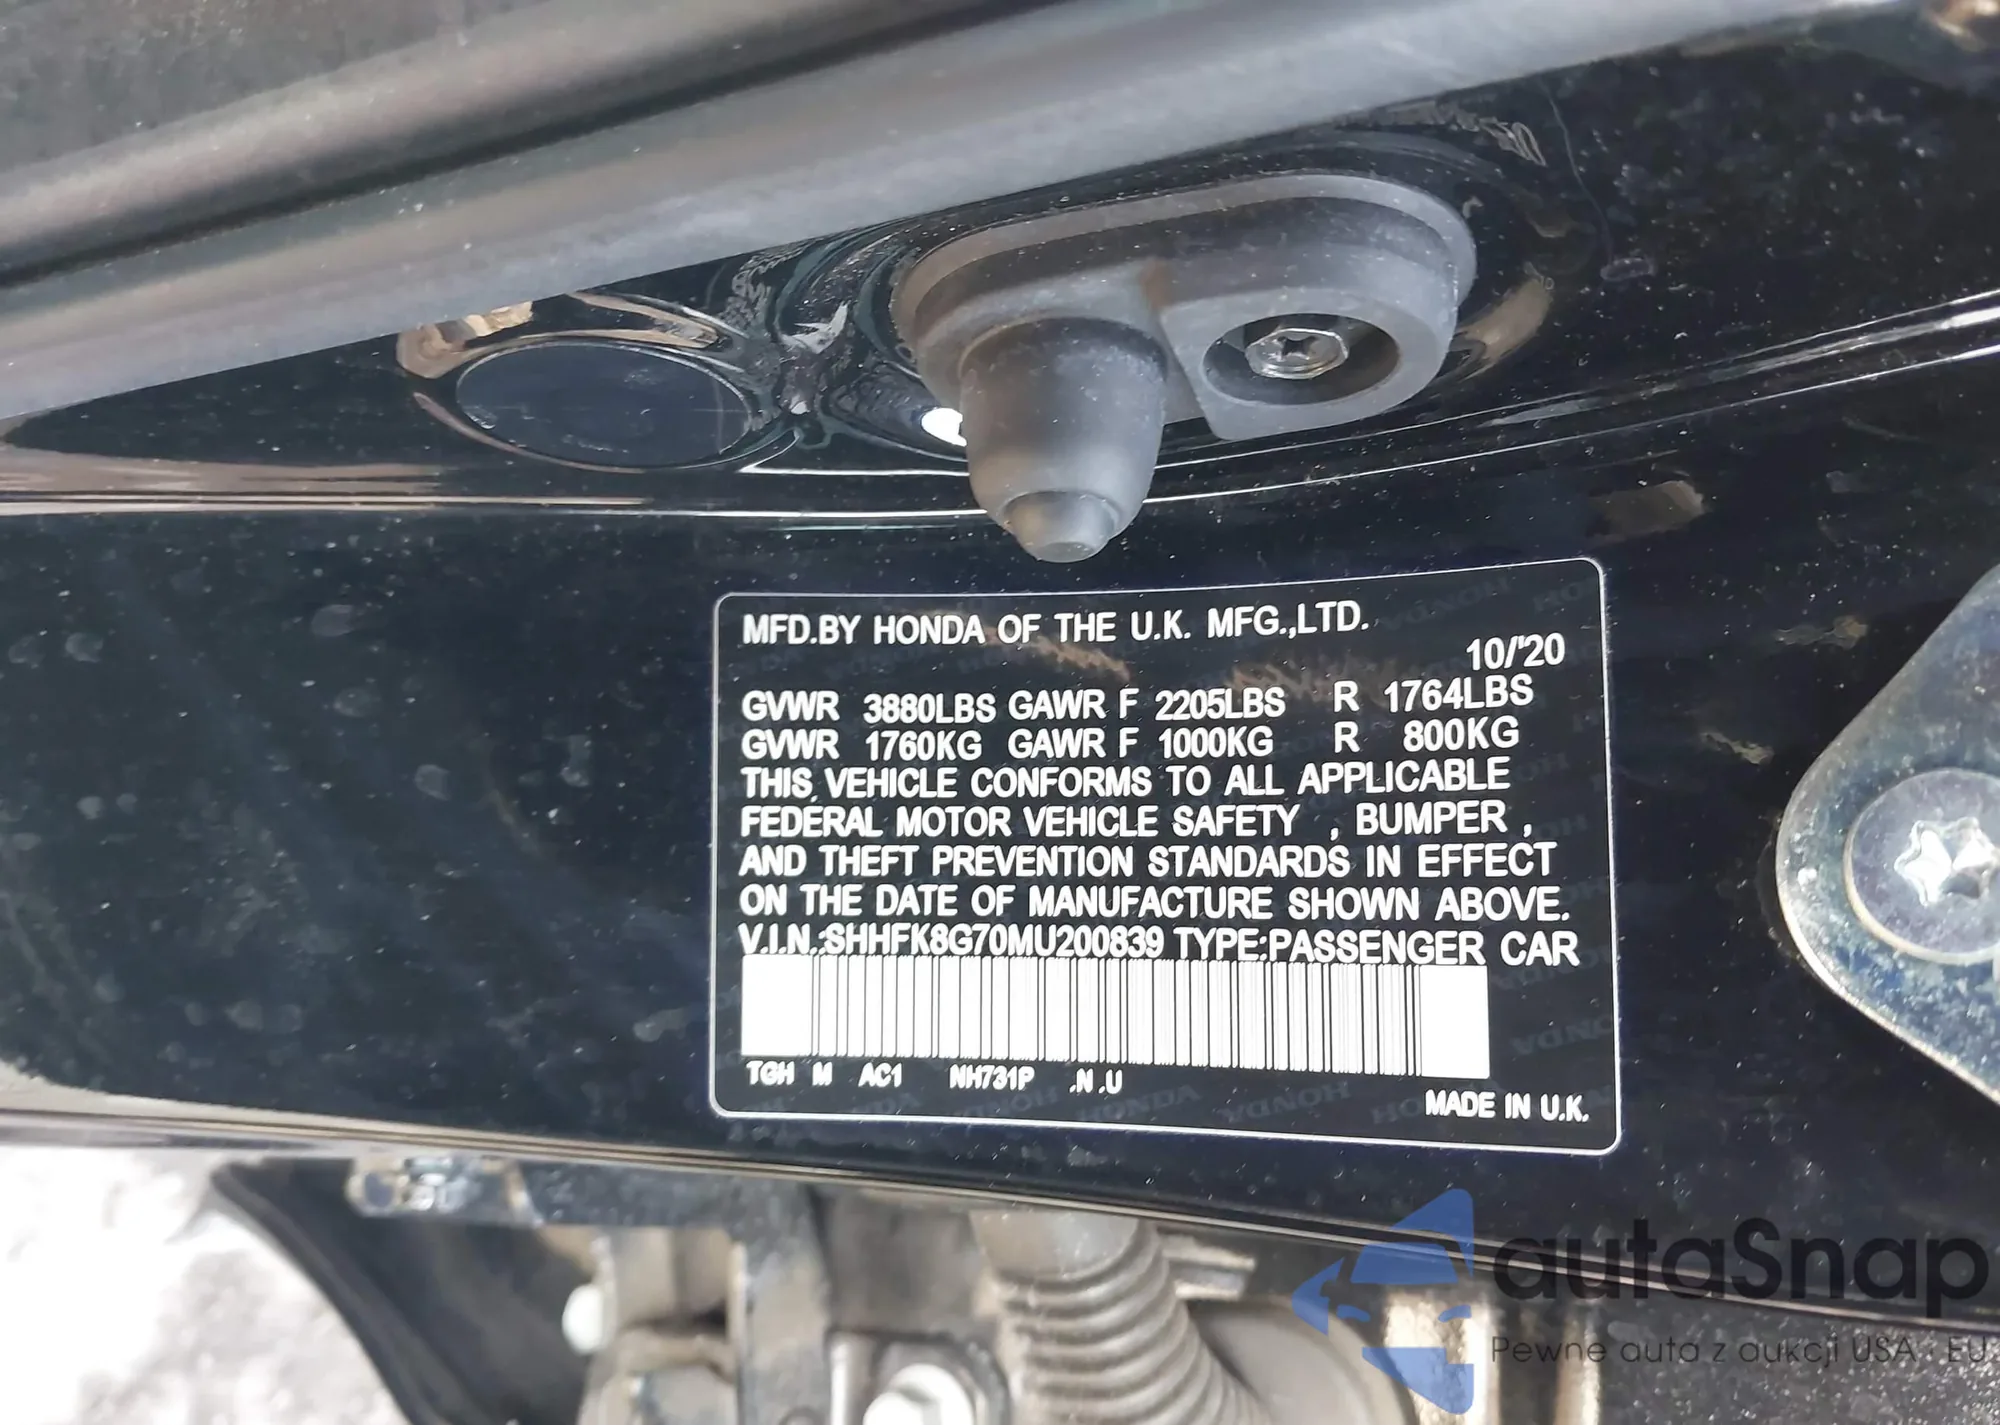 MFD.BY HONDA OF THE U.K. MFG.,LTD.
10/'20
GVWR 3880LBS GAWR F 2205LBS R 1764LBS
GVWR 1760KG GAWR F 1000KG R 800KG
THIS VEHICLE CONFORMS TO ALL APPLICABLE
FEDERAL MOTOR VEHICLE SAFETY , BUMPER ,
AND THEFT PREVENTION STANDARDS IN EFFECT
ON THE DATE OF MANUFACTURE SHOWN ABOVE.
V.I.N.:SHHFK8G70MU200839 TYPE:PASSENGER CAR
TGH M AC1 NH731P .N .U
MADE IN U.K.
autaSnap
Pewne auta z aukcji USA · EU